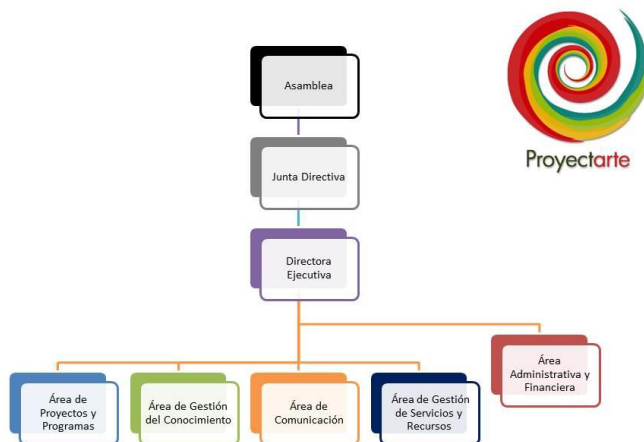 Asamblea
Proyectarte
Junta Directiva
Directora
Ejecutiva
Área
Administrativa y
Financiera
Área de
Proyectos y
Programas
Área de Gestión
del Conocimiento
Área de
Comunicación
Área de Gestión
de Servicios y
Recursos